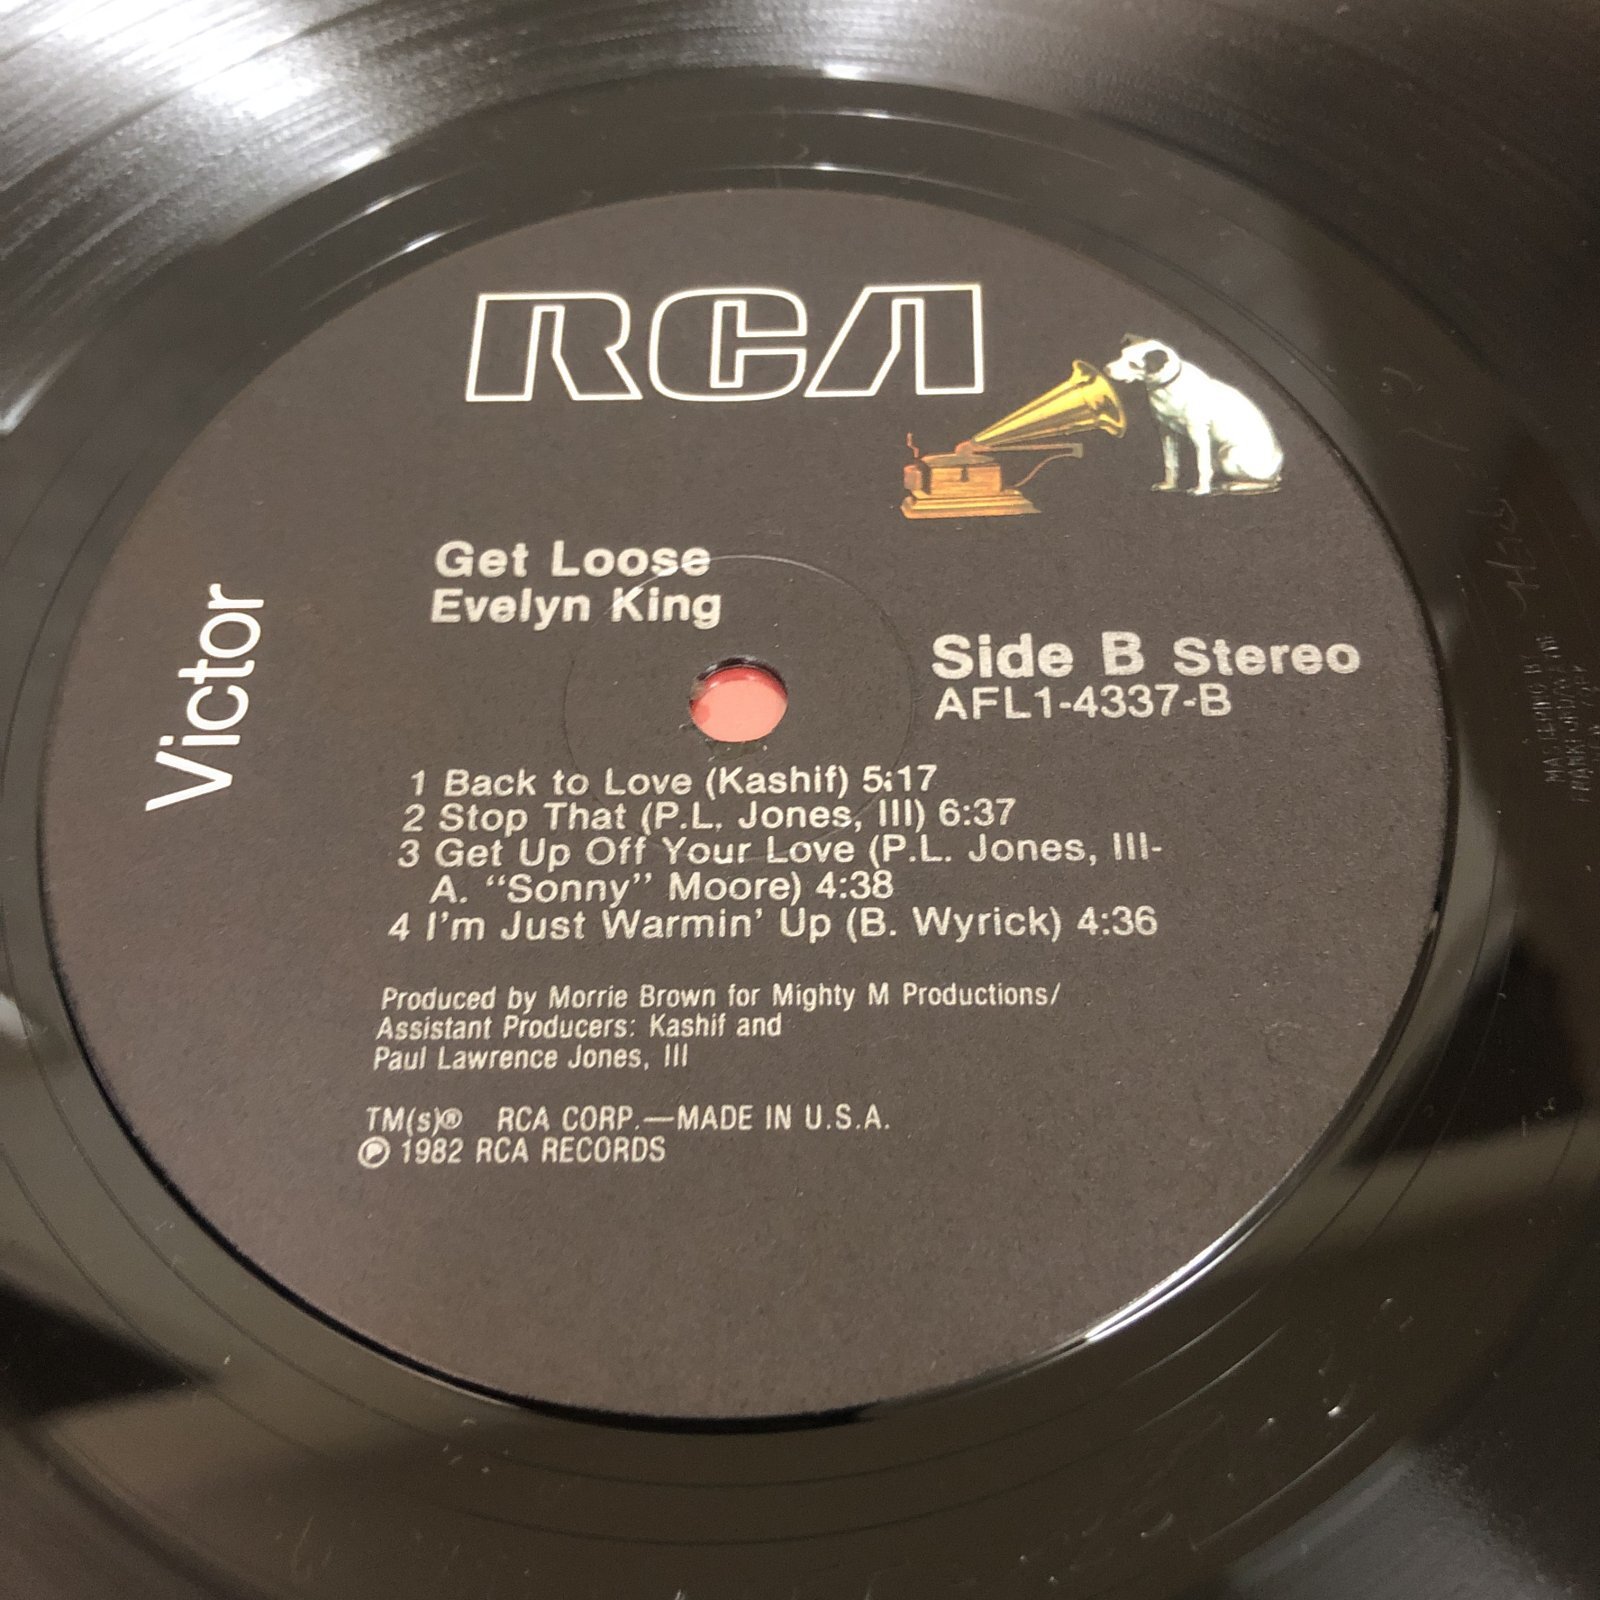 RCA
Victor
Get Loose
Evelyn King
Side B Stereo
AFL1-4337-B
1 Back to Love (Kashif) 5:17
2 Stop That (P.L. Jones, III) 6:37
3 Get Up Off Your Love (P.L. Jones, III-
A. “Sonny” Moore) 4:38
4 I'm Just Warmin' Up (B. Wyrick) 4:36
Produced by Morrie Brown for Mighty M Productions/
Assistant Producers: Kashif and
Paul Lawrence Jones, III
TM(s)® RCA CORP.—MADE IN U.S.A.
℗ 1982 RCA RECORDS
MASTERING BY